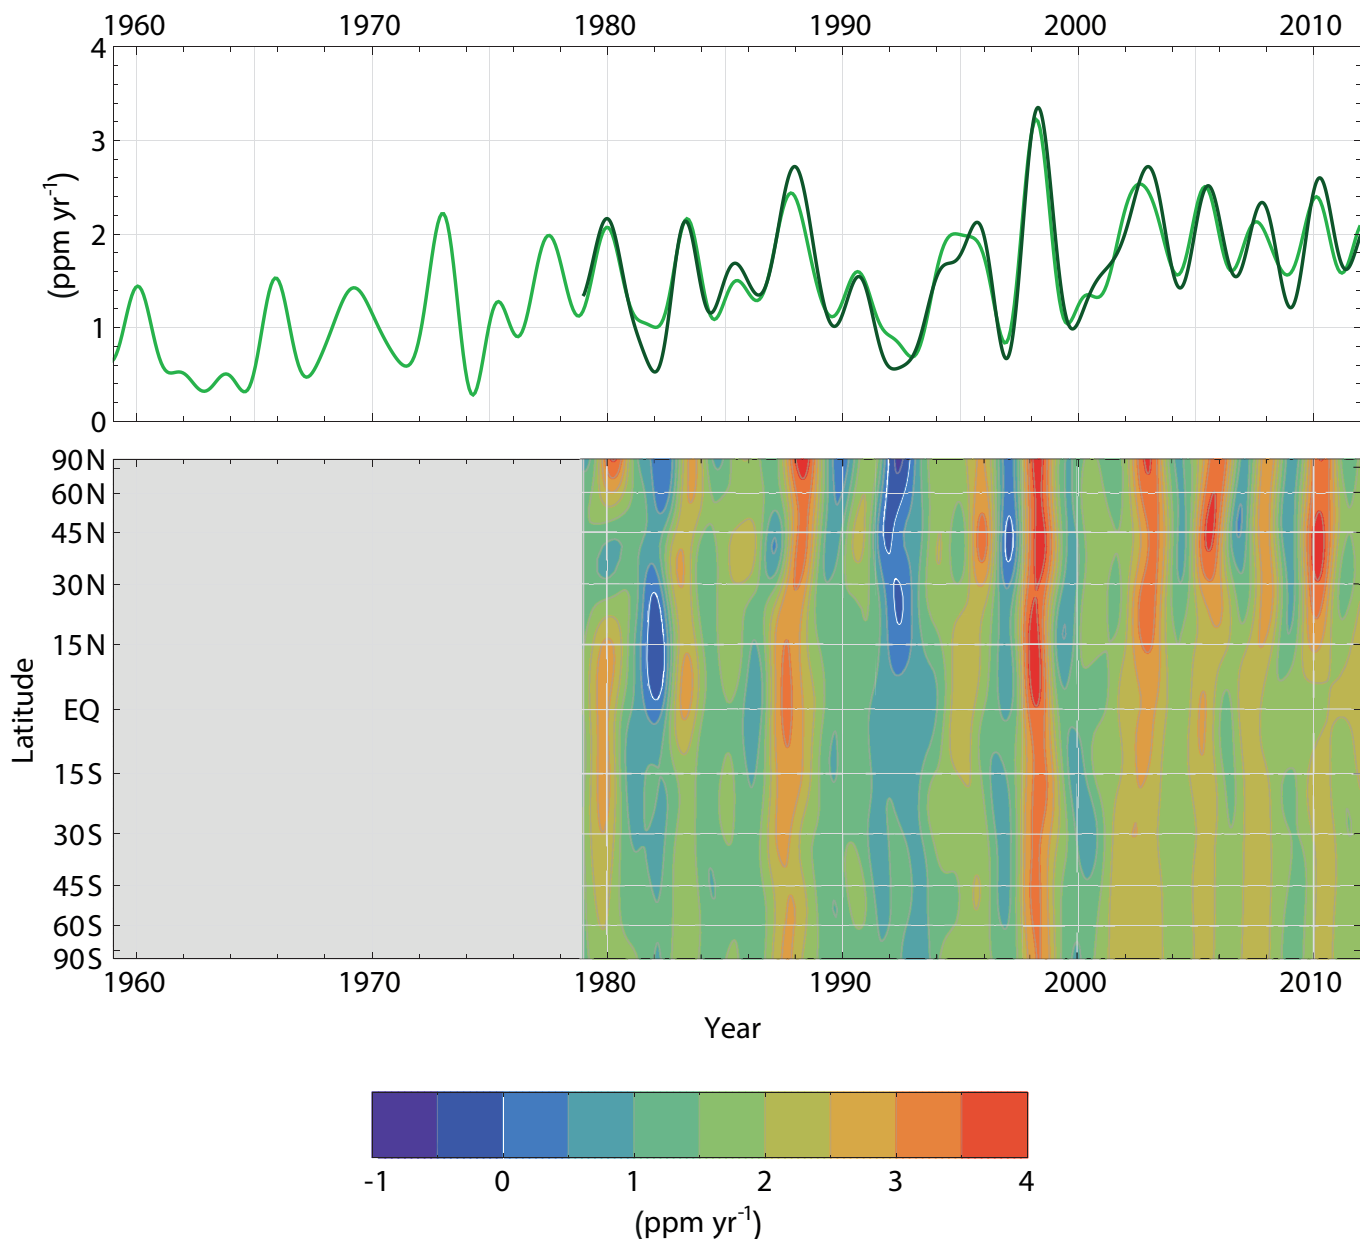 1960 1970 1980 1990 2000 2010
4
3
2
1
0
(ppm yr-1)
90N
60N
45N
30N
15N
EQ
15S
30S
45S
60S
90S
Latitude
1960 1970 1980 1990 2000 2010
Year
-1 0 1 2 3 4
(ppm yr-1)